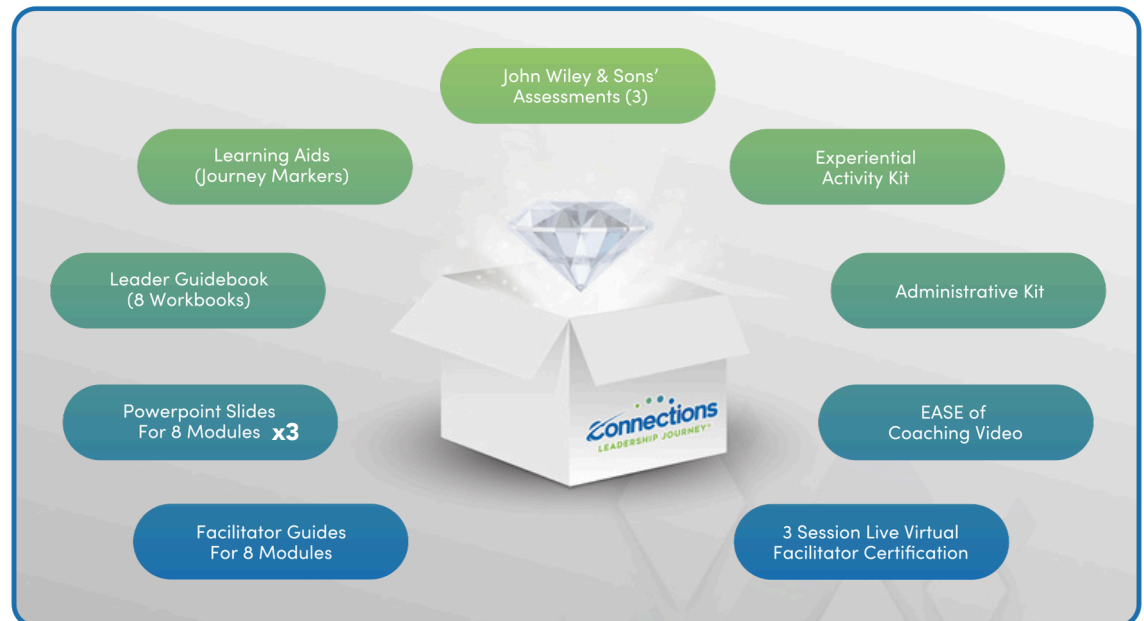 John Wiley & Sons'
Assessments (3)
Learning Aids
(Journey Markers)
Experiential
Activity Kit
Leader Guidebook
(8 Workbooks)
Administrative Kit
Powerpoint Slides
For 8 Modules x3
EASE of
Coaching Video
Connections
LEADERSHIP JOURNEY®
Facilitator Guides
For 8 Modules
3 Session Live Virtual
Facilitator Certification